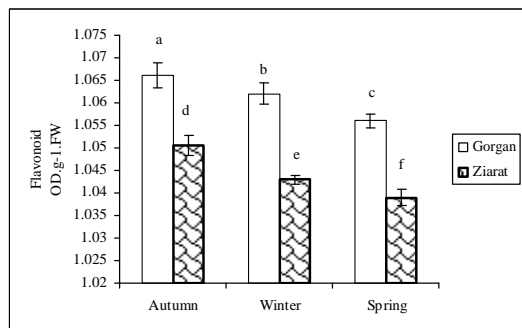 Flavonoid
OD.g-1.FW
1.075
1.07
1.065
1.06
1.055
1.05
1.045
1.04
1.035
1.03
1.025
1.02
a
b
c
d
e
f
Gorgan
Ziarat
Autumn
Winter
Spring